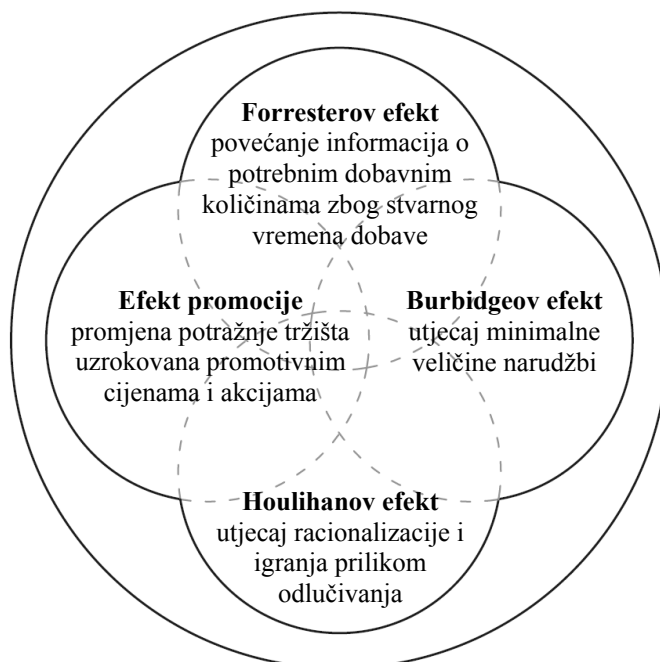 Forresterov efekt
povećanje informacija o
potrebnim dobavnim
količinama zbog stvarnog
vremena dobave
Efekt promocije
promjena potražnje tržišta
uzrokovana promotivnim
cijenama i akcijama
Burbidgeov efekt
utjecaj minimalne
veličine narudžbi
Houlihanov efekt
utjecaj racionalizacije i
igranja prilikom
odlučivanja